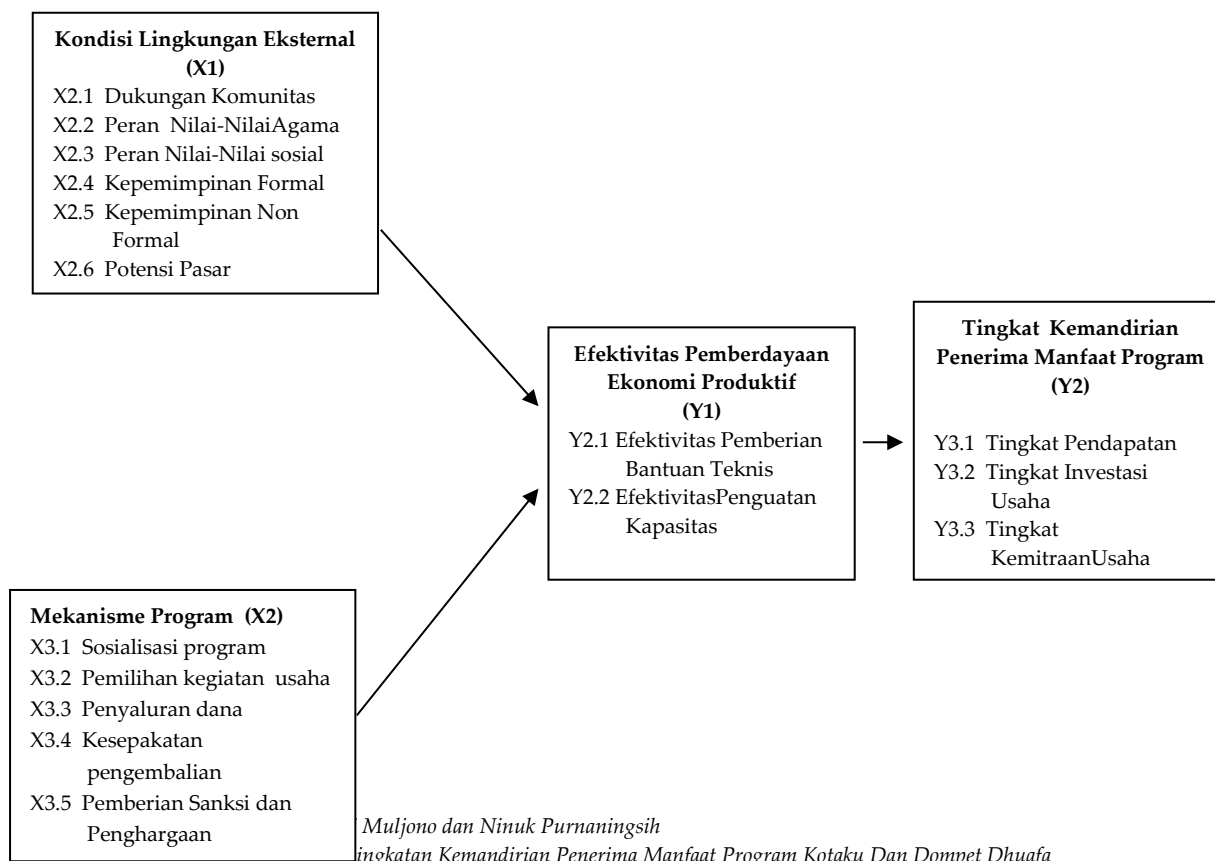 Kondisi Lingkungan Eksternal
(X1)
X2.1 Dukungan Komunitas
X2.2 Peran Nilai-NilaiAgama
X2.3 Peran Nilai-Nilai sosial
X2.4 Kepemimpinan Formal
X2.5 Kepemimpinan Non
Formal
X2.6 Potensi Pasar
Efektivitas Pemberdayaan
Ekonomi Produktif
(Y1)
Y2.1 Efektivitas Pemberian
Bantuan Teknis
Y2.2 EfektivitasPenguatan
Kapasitas
Tingkat Kemandirian
Penerima Manfaat Program
(Y2)
Y3.1 Tingkat Pendapatan
Y3.2 Tingkat Investasi
Usaha
Y3.3 Tingkat
KemitraanUsaha
Mekanisme Program (X2)
X3.1 Sosialisasi program
X3.2 Pemilihan kegiatan usaha
X3.3 Penyaluran dana
X3.4 Kesepakatan
pengembalian
X3.5 Pemberian Sanksi dan
Penghargaan
Muljono dan Ninuk Purnaningsih
ingkatan Kemandirian Penerima Manfaat Program Kotaku Dan Dompet Dhuafa